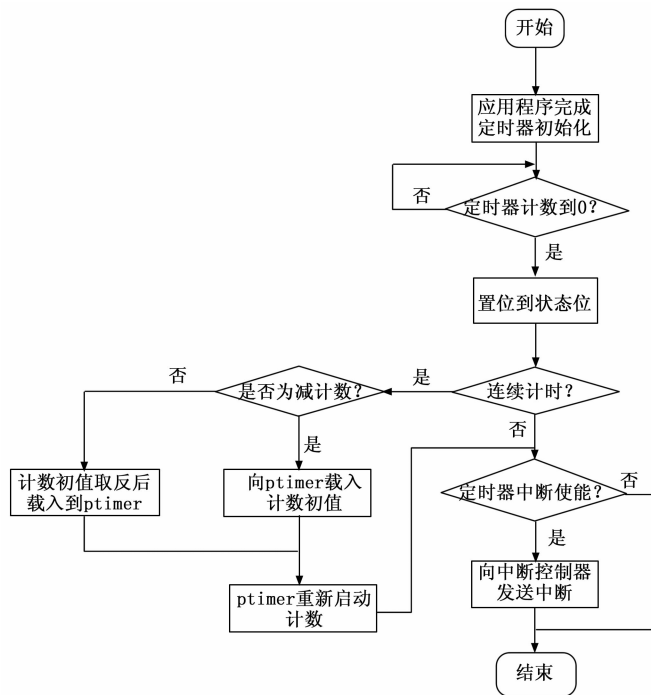 开始
应用程序完成
定时器初始化
否
定时器计数到0?
是
置位到状态位
否
是否为减计数?
是
连续计时?
是
否
计数初值取反后
载入到ptimer
向ptimer载入
计数初值
定时器中断使能?
否
是
ptimer重新启动
计数
向中断控制器
发送中断
结束